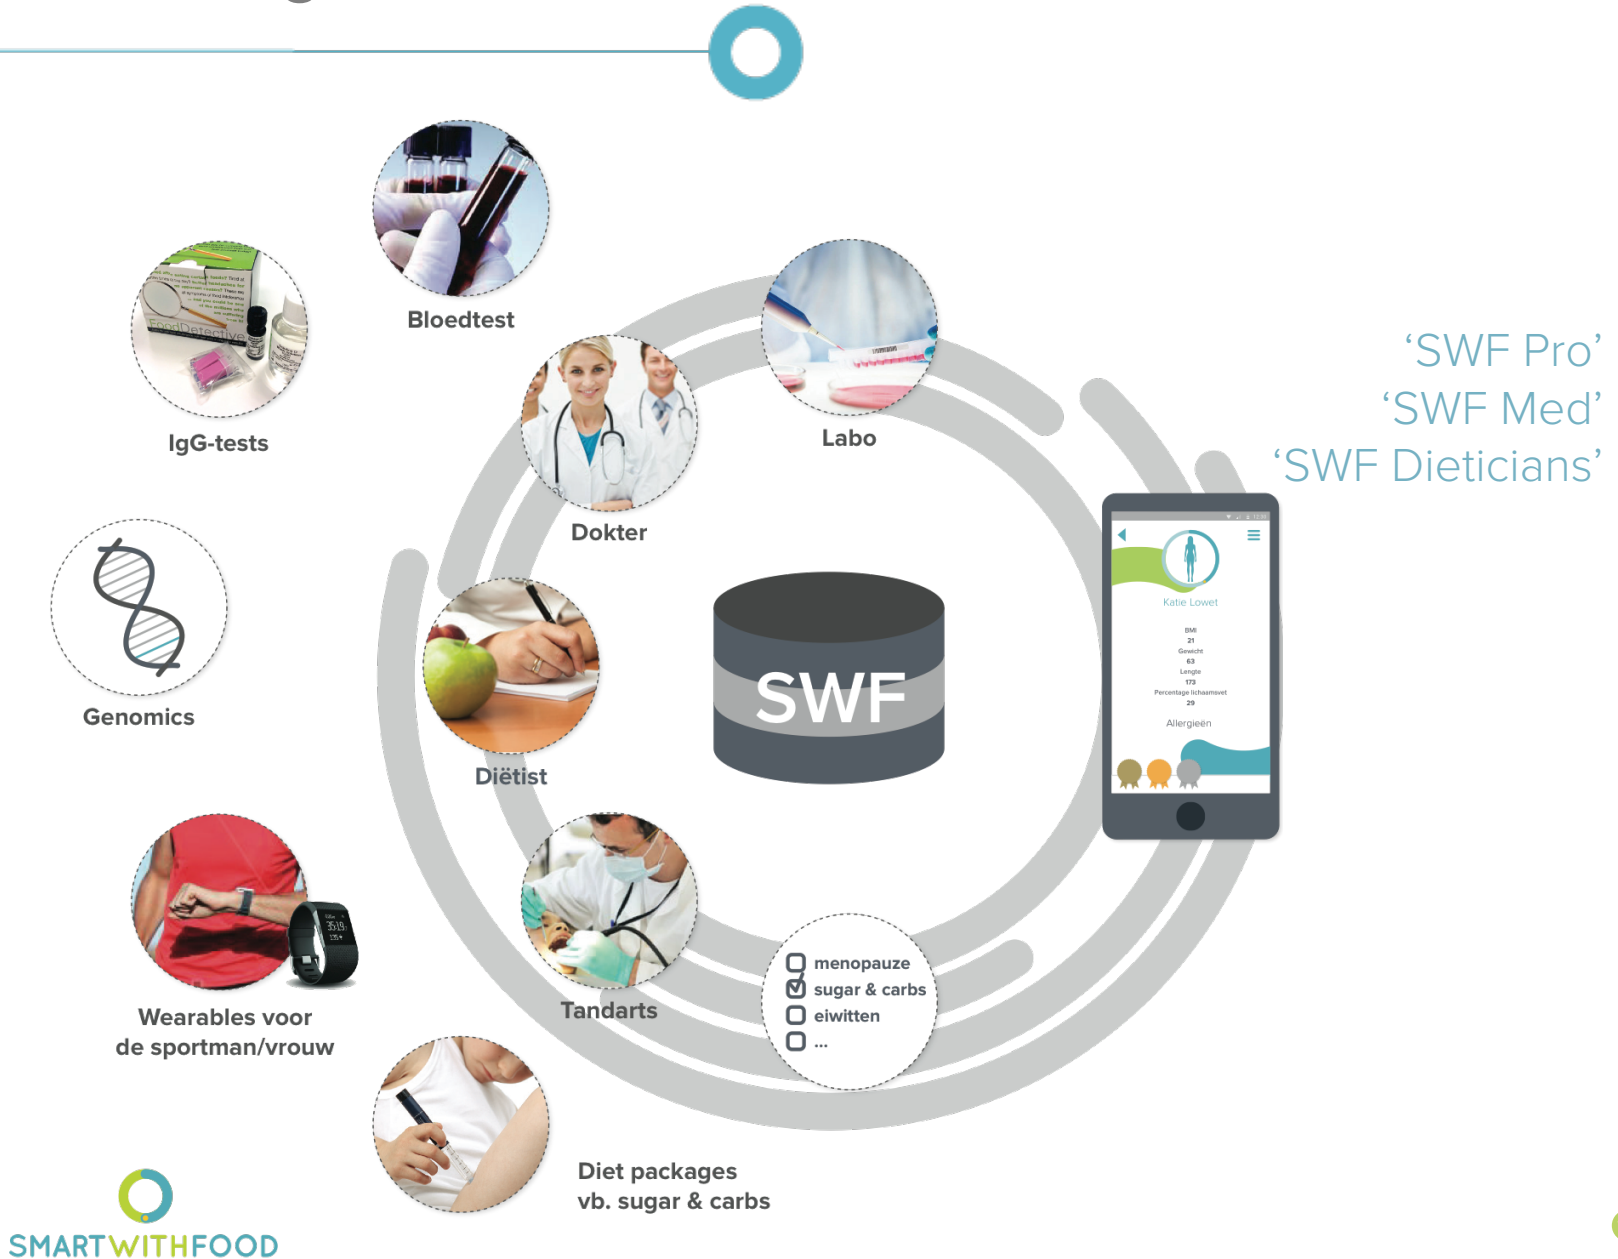 Bloedtest
FoodDetective
IgG-tests
Labo
Dokter
'SWF Pro'
'SWF Med'
'SWF Dieticians'
Genomics
SWF
Diëtist
Katie Lowet
BMI
21
Gewicht
63
Lengte
173
Percentage lichaamsvet
29
Allergieën
Wearables voor
de sportman/vrouw
Tandarts
menopauze
sugar & carbs
eiwitten
...
Diet packages
vb. sugar & carbs
SMARTWITHFOOD